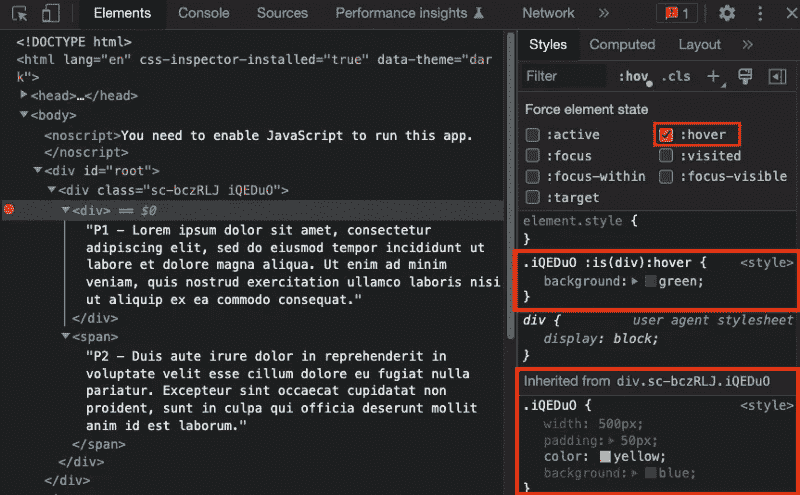 Elements Console Sources Performance insights Network » 1
<!DOCTYPE html>
<html lang="en" css-inspector-installed="true" data-theme="dar
k">
<head>…</head>
<body>
<noscript>You need to enable JavaScript to run this app.
</noscript>
<div id="root">
<div class="sc-bczRLJ iQEDuO">
<div> == $0
"P1 – Lorem ipsum dolor sit amet, consectetur
adipiscing elit, sed do eiusmod tempor incididunt ut
labore et dolore magna aliqua. Ut enim ad minim
veniam, quis nostrud exercitation ullamco laboris nisi
ut aliquip ex ea commodo consequat."
</div>
<span>
"P2 – Duis aute irure dolor in reprehenderit in
voluptate velit esse cillum dolore eu fugiat nulla
pariatur. Excepteur sint occaecat cupidatat non
proident, sunt in culpa qui officia deserunt mollit
anim id est laborum."
</span>
</div>
</div>
Styles Computed Layout »
Filter :hov .cls +
Force element state
:active :hover
:focus :visited
:focus-within :focus-visible
:target
element.style {
}
.iQEDuO :is(div):hover { <style>
background: green;
}
div { user agent stylesheet
display: block;
}
Inherited from div.sc-bczRLJ.iQEDuO
.iQEDuO { <style>
width: 500px;
padding: 50px;
color: yellow;
background: blue;
}